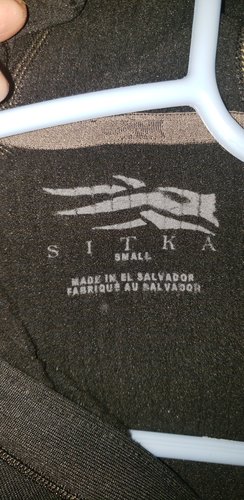 SITKA
SMALL
MADE IN EL SALVADOR
FABRIQUE AU SALVADOR